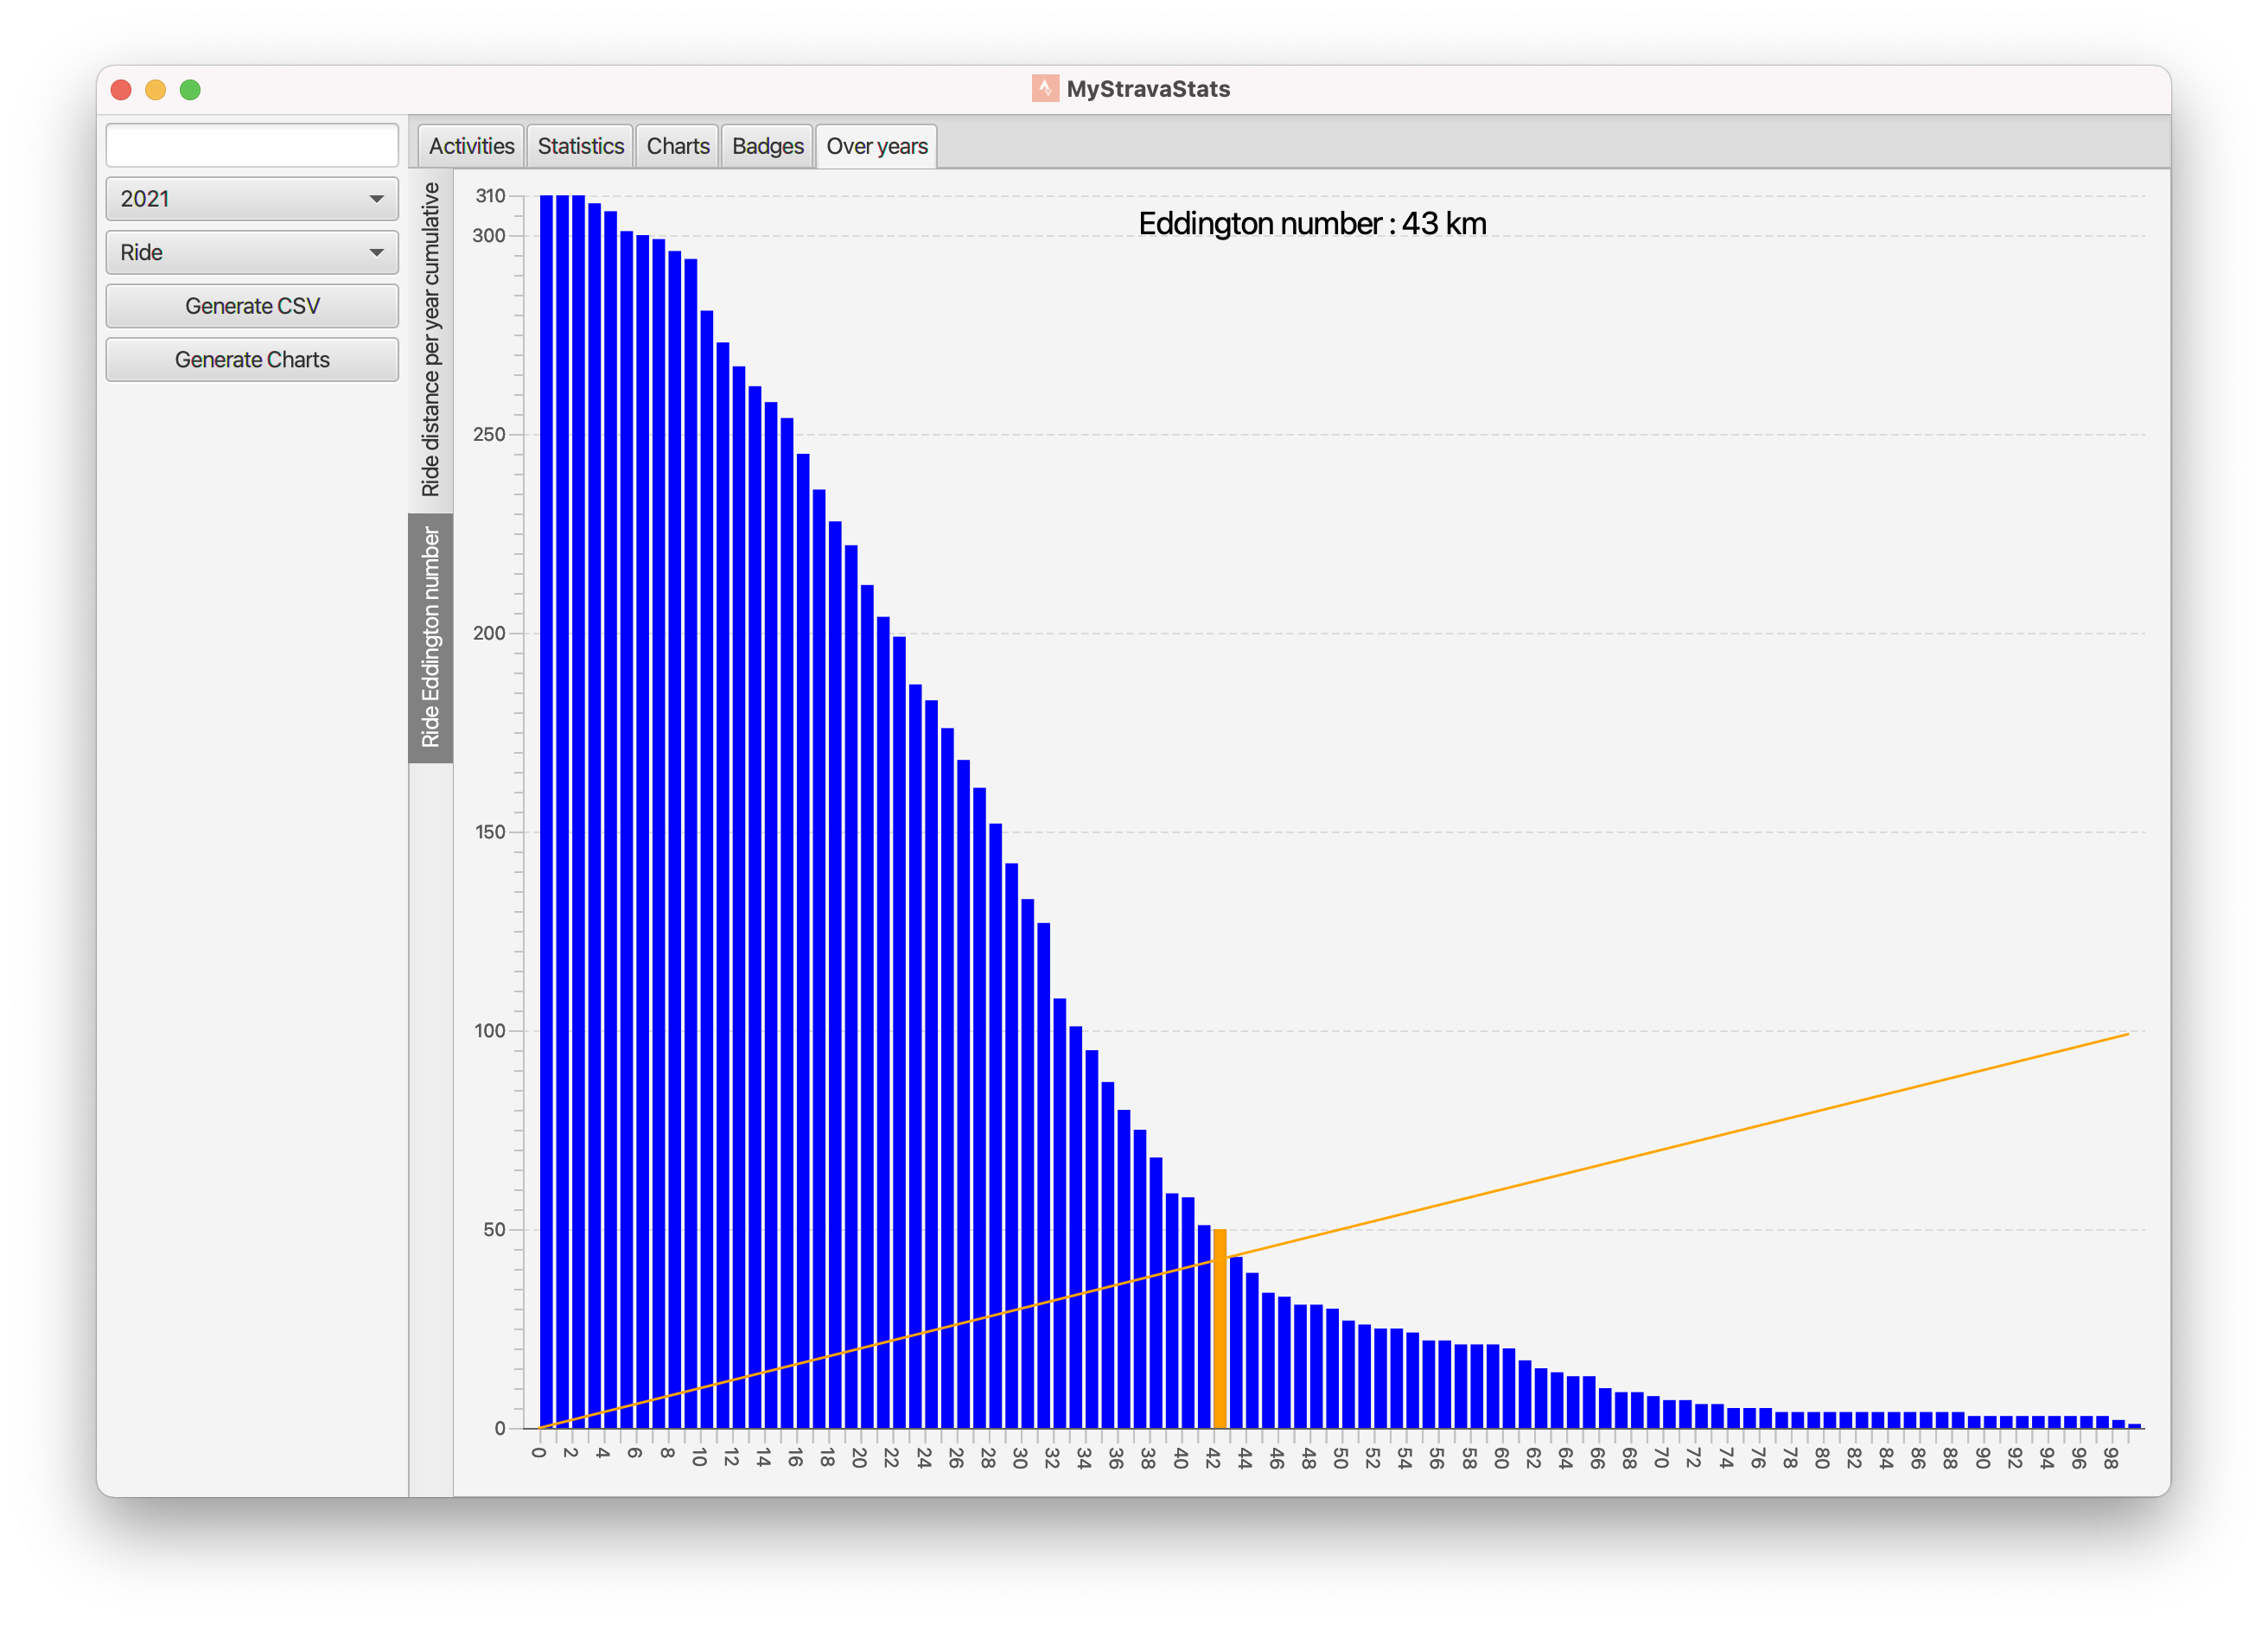 MyStravaStats
Activities Statistics Charts Badges Over years
2021
Ride
Generate CSV
Generate Charts
Ride distance per year cumulative
Ride Eddington number
Eddington number : 43 km
310
300
250
200
150
100
50
0
0 2 4 6 8 10 12 14 16 18 20 22 24 26 28 30 32 34 36 38 40 42 44 46 48 50 52 54 56 58 60 62 64 66 68 70 72 74 76 78 80 82 84 86 88 90 92 94 96 98